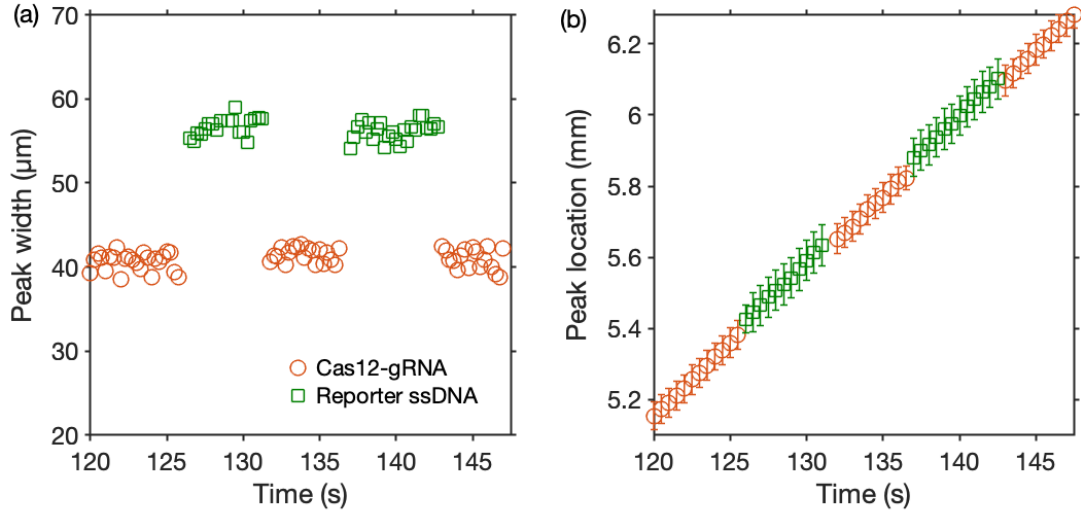 (a)
70
60
50
40
30
20
Peak width (μm)
Cas12-gRNA
Reporter ssDNA
120 125 130 135 140 145
Time (s)
(b)
6.2
6
5.8
5.6
5.4
5.2
Peak location (mm)
120 125 130 135 140 145
Time (s)